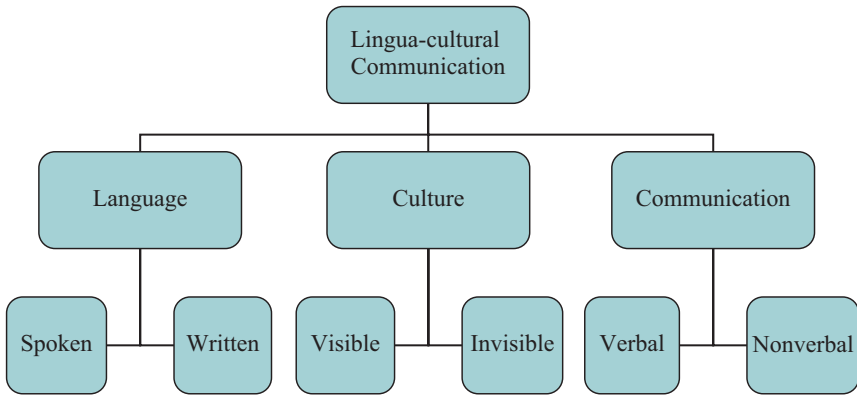 Lingua-cultural
Communication
Language
Culture
Communication
Spoken
Written
Visible
Invisible
Verbal
Nonverbal